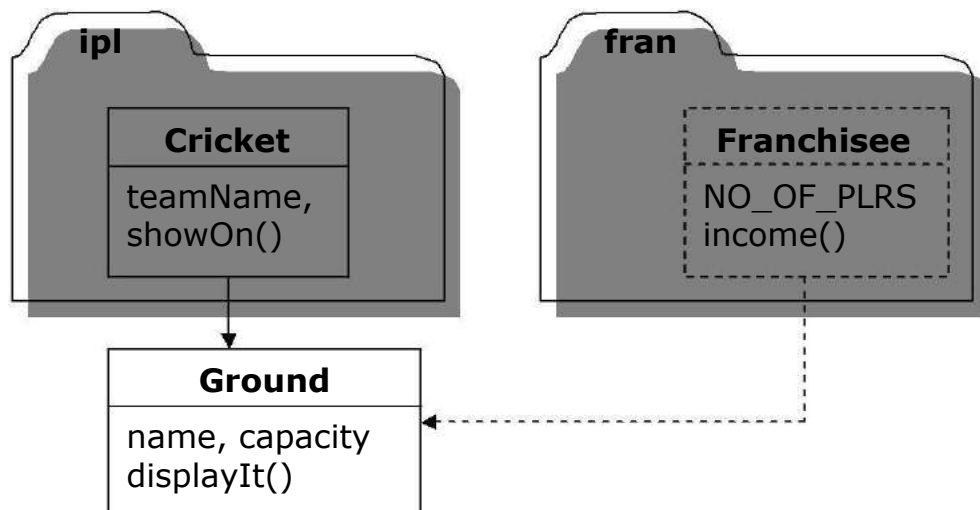 ipl
Cricket
teamName,
showOn()
fran
Franchisee
NO_OF_PLRS
income()
Ground
name, capacity
displayIt()